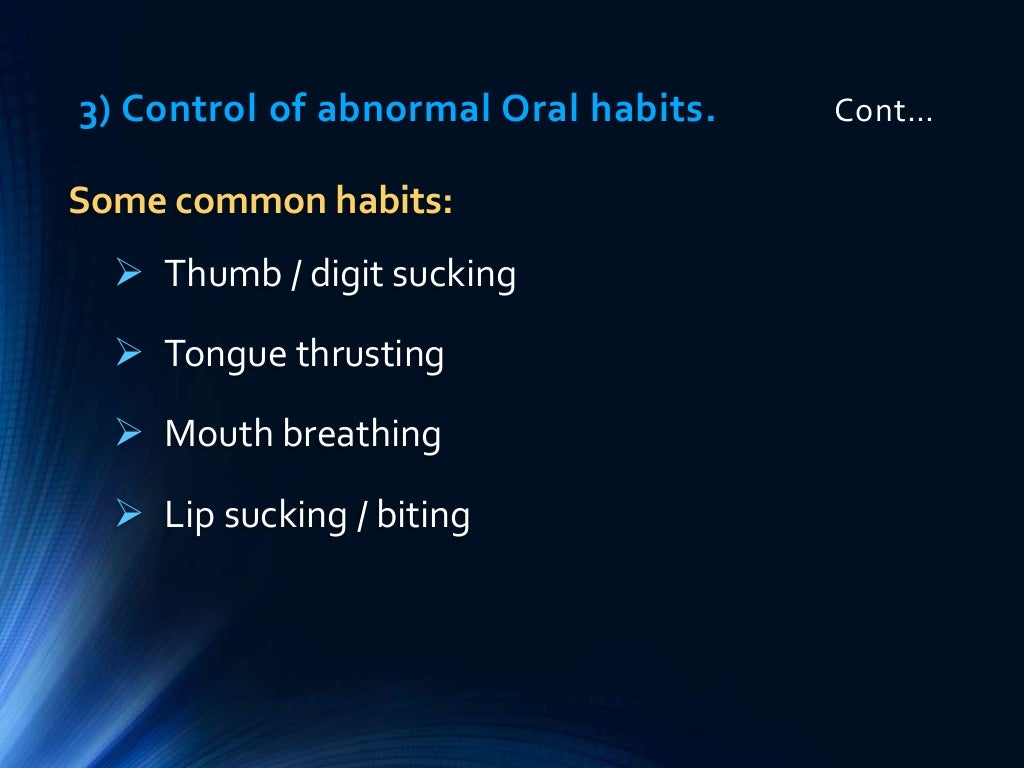 3) Control of abnormal Oral habits. Cont...
Some common habits:
➢ Thumb / digit sucking
➢ Tongue thrusting
➢ Mouth breathing
➢ Lip sucking / biting